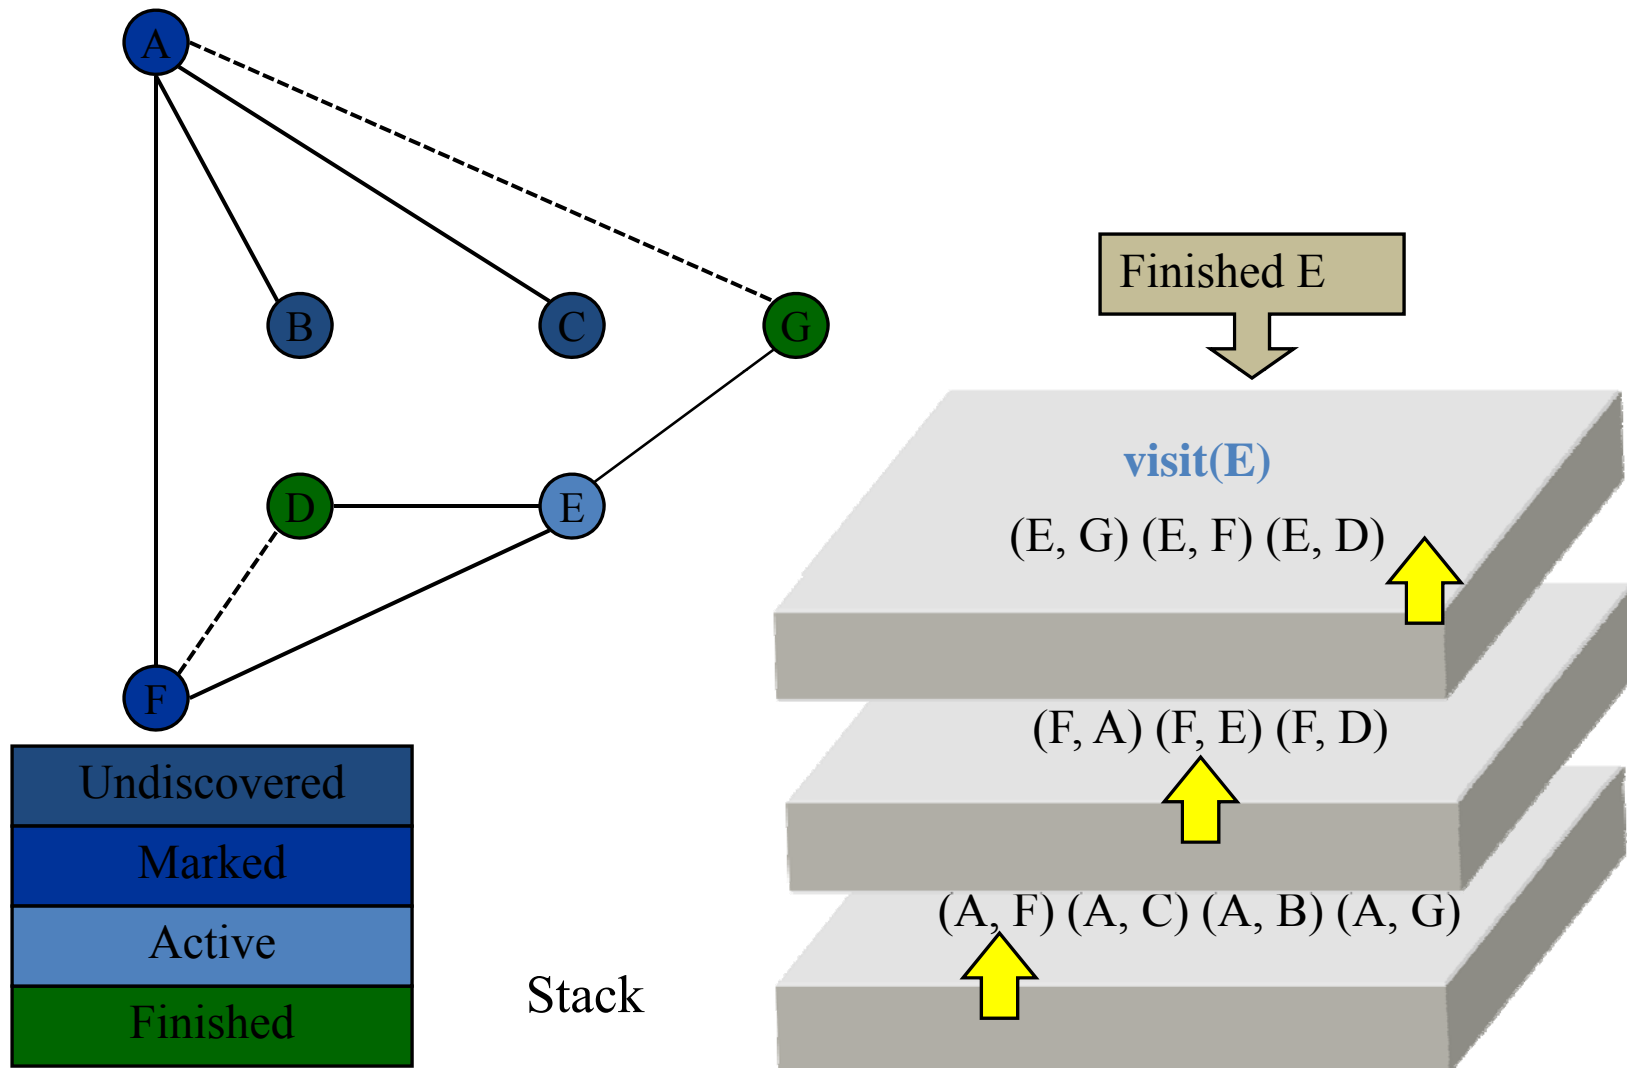 A
B
C
G
D
E
F
Undiscovered
Marked
Active
Finished
Stack
Finished E
visit(E)
(E, G) (E, F) (E, D)
(F, A) (F, E) (F, D)
(A, F) (A, C) (A, B) (A, G)